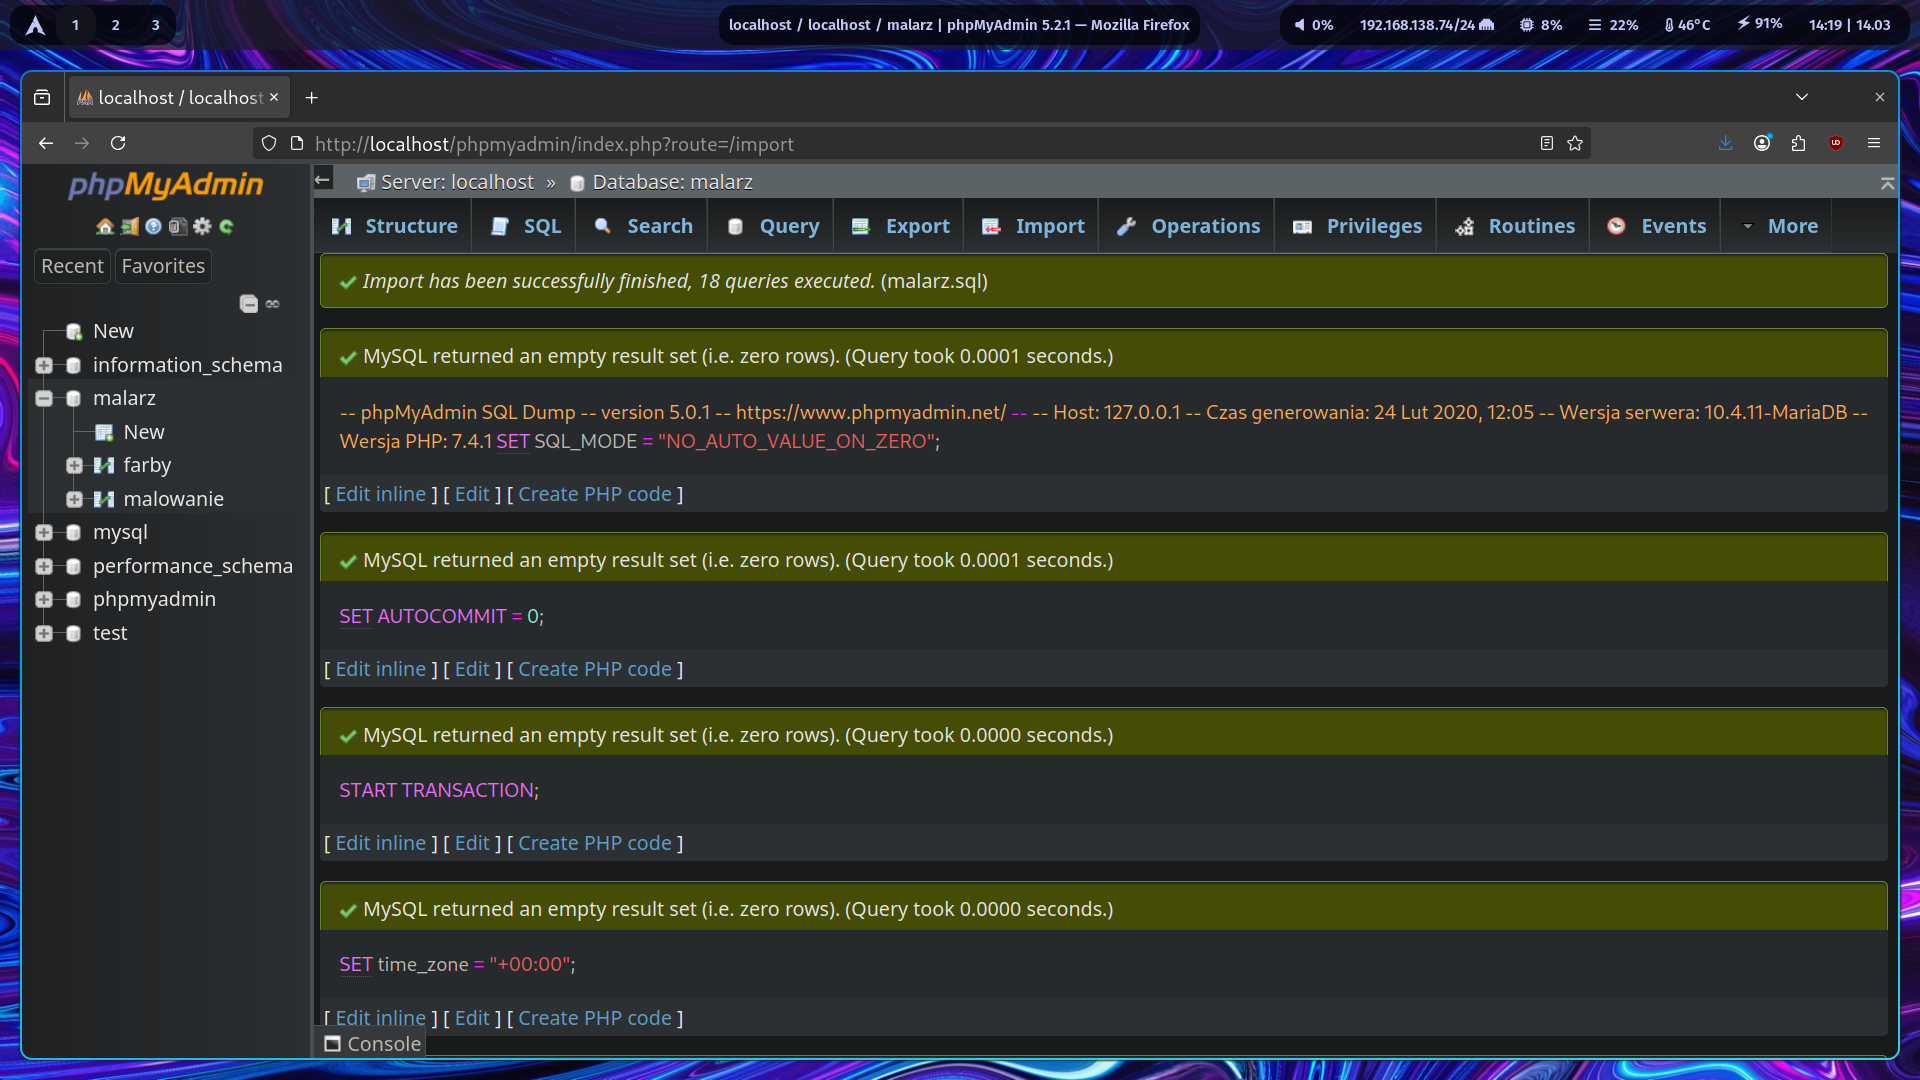 1 2 3
localhost / localhost / malarz | phpMyAdmin 5.2.1 — Mozilla Firefox
0% 192.168.138.74/24 8% 22% 46°C 91% 14:19 | 14.03
localhost / localhost
http://localhost/phpmyadmin/index.php?route=/import
phpMyAdmin
Recent Favorites
New
information_schema
malarz
New
farby
malowanie
mysql
performance_schema
phpmyadmin
test
Server: localhost » Database: malarz
Structure SQL Search Query Export Import Operations Privileges Routines Events More
Import has been successfully finished, 18 queries executed. (malarz.sql)
MySQL returned an empty result set (i.e. zero rows). (Query took 0.0001 seconds.)
-- phpMyAdmin SQL Dump -- version 5.0.1 -- https://www.phpmyadmin.net/ -- -- Host: 127.0.0.1 -- Czas generowania: 24 Lut 2020, 12:05 -- Wersja serwera: 10.4.11-MariaDB --
Wersja PHP: 7.4.1 SET SQL_MODE = "NO_AUTO_VALUE_ON_ZERO";
[ Edit inline ] [ Edit ] [ Create PHP code ]
MySQL returned an empty result set (i.e. zero rows). (Query took 0.0001 seconds.)
SET AUTOCOMMIT = 0;
[ Edit inline ] [ Edit ] [ Create PHP code ]
MySQL returned an empty result set (i.e. zero rows). (Query took 0.0000 seconds.)
START TRANSACTION;
[ Edit inline ] [ Edit ] [ Create PHP code ]
MySQL returned an empty result set (i.e. zero rows). (Query took 0.0000 seconds.)
SET time_zone = "+00:00";
[ Edit inline ] [ Edit ] [ Create PHP code ]
Console